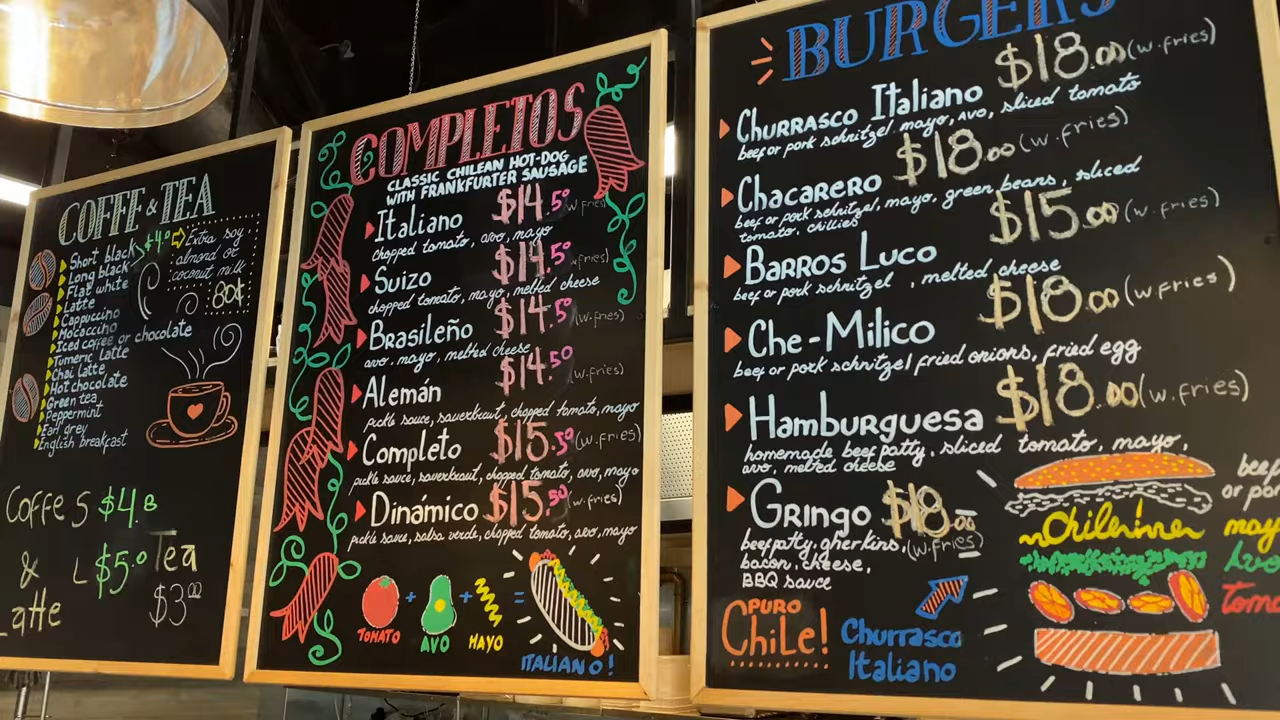 COFFE & TEA
Short black
Long black
Flat white
Latte
Cappuccino
Mocaccino
Iced coffee or chocolate
Turmeric Latte
Chai latte
Hot chocolate
Green tea
Peppermint
Earl grey
English breakfast
$4.0
Extra soy
almond or
coconut milk
80¢
Coffe S $4.
& L $5.0
Latte
Tea
$3.00
COMPLETOS
CLASSIC CHILEAN HOT-DOG
WITH FRANKFURTER SAUSAGE
Italiano $14.50 (w.fries)
chopped tomato, avo, mayo
Suizo $14.50 (w.fries)
chopped tomato, mayo, melted cheese
Brasileño $14.50 (w.fries)
avo, mayo, melted cheese
Alemán $14.50 (w.fries)
pickle sauce, sauerkraut, chopped tomato, mayo
Completo $15.50 (w.fries)
pickle sauce, sauerkraut, chopped tomato, avo, mayo
Dinámico $15.50 (w.fries)
pickle sauce, salsa verde, chopped tomato, avo, mayo
TOMATO + AVO + MAYO =
ITALIANO!
BURGERS
Churrasco Italiano $18.00 (w.fries)
beef or pork schnitzel, mayo, avo, sliced tomato
Chacarero $18.00 (w.fries)
beef or pork schnitzel, mayo, green beans, sliced
tomato, chillies
Barros Luco $15.00 (w.fries)
beef or pork schnitzel , melted cheese
Che-Milico $18.00 (w.fries)
beef or pork schnitzel fried onions, fried egg
Hamburguesa $18.00 (w.fries)
homemade beef patty, sliced tomato, mayo,
avo, melted cheese
Gringo $18.00
beef patty, gherkins, (w.fries)
bacon, cheese,
BBQ sauce
PURO
CHiLE!
Churrasco
Italiano
beef
or por
mayo